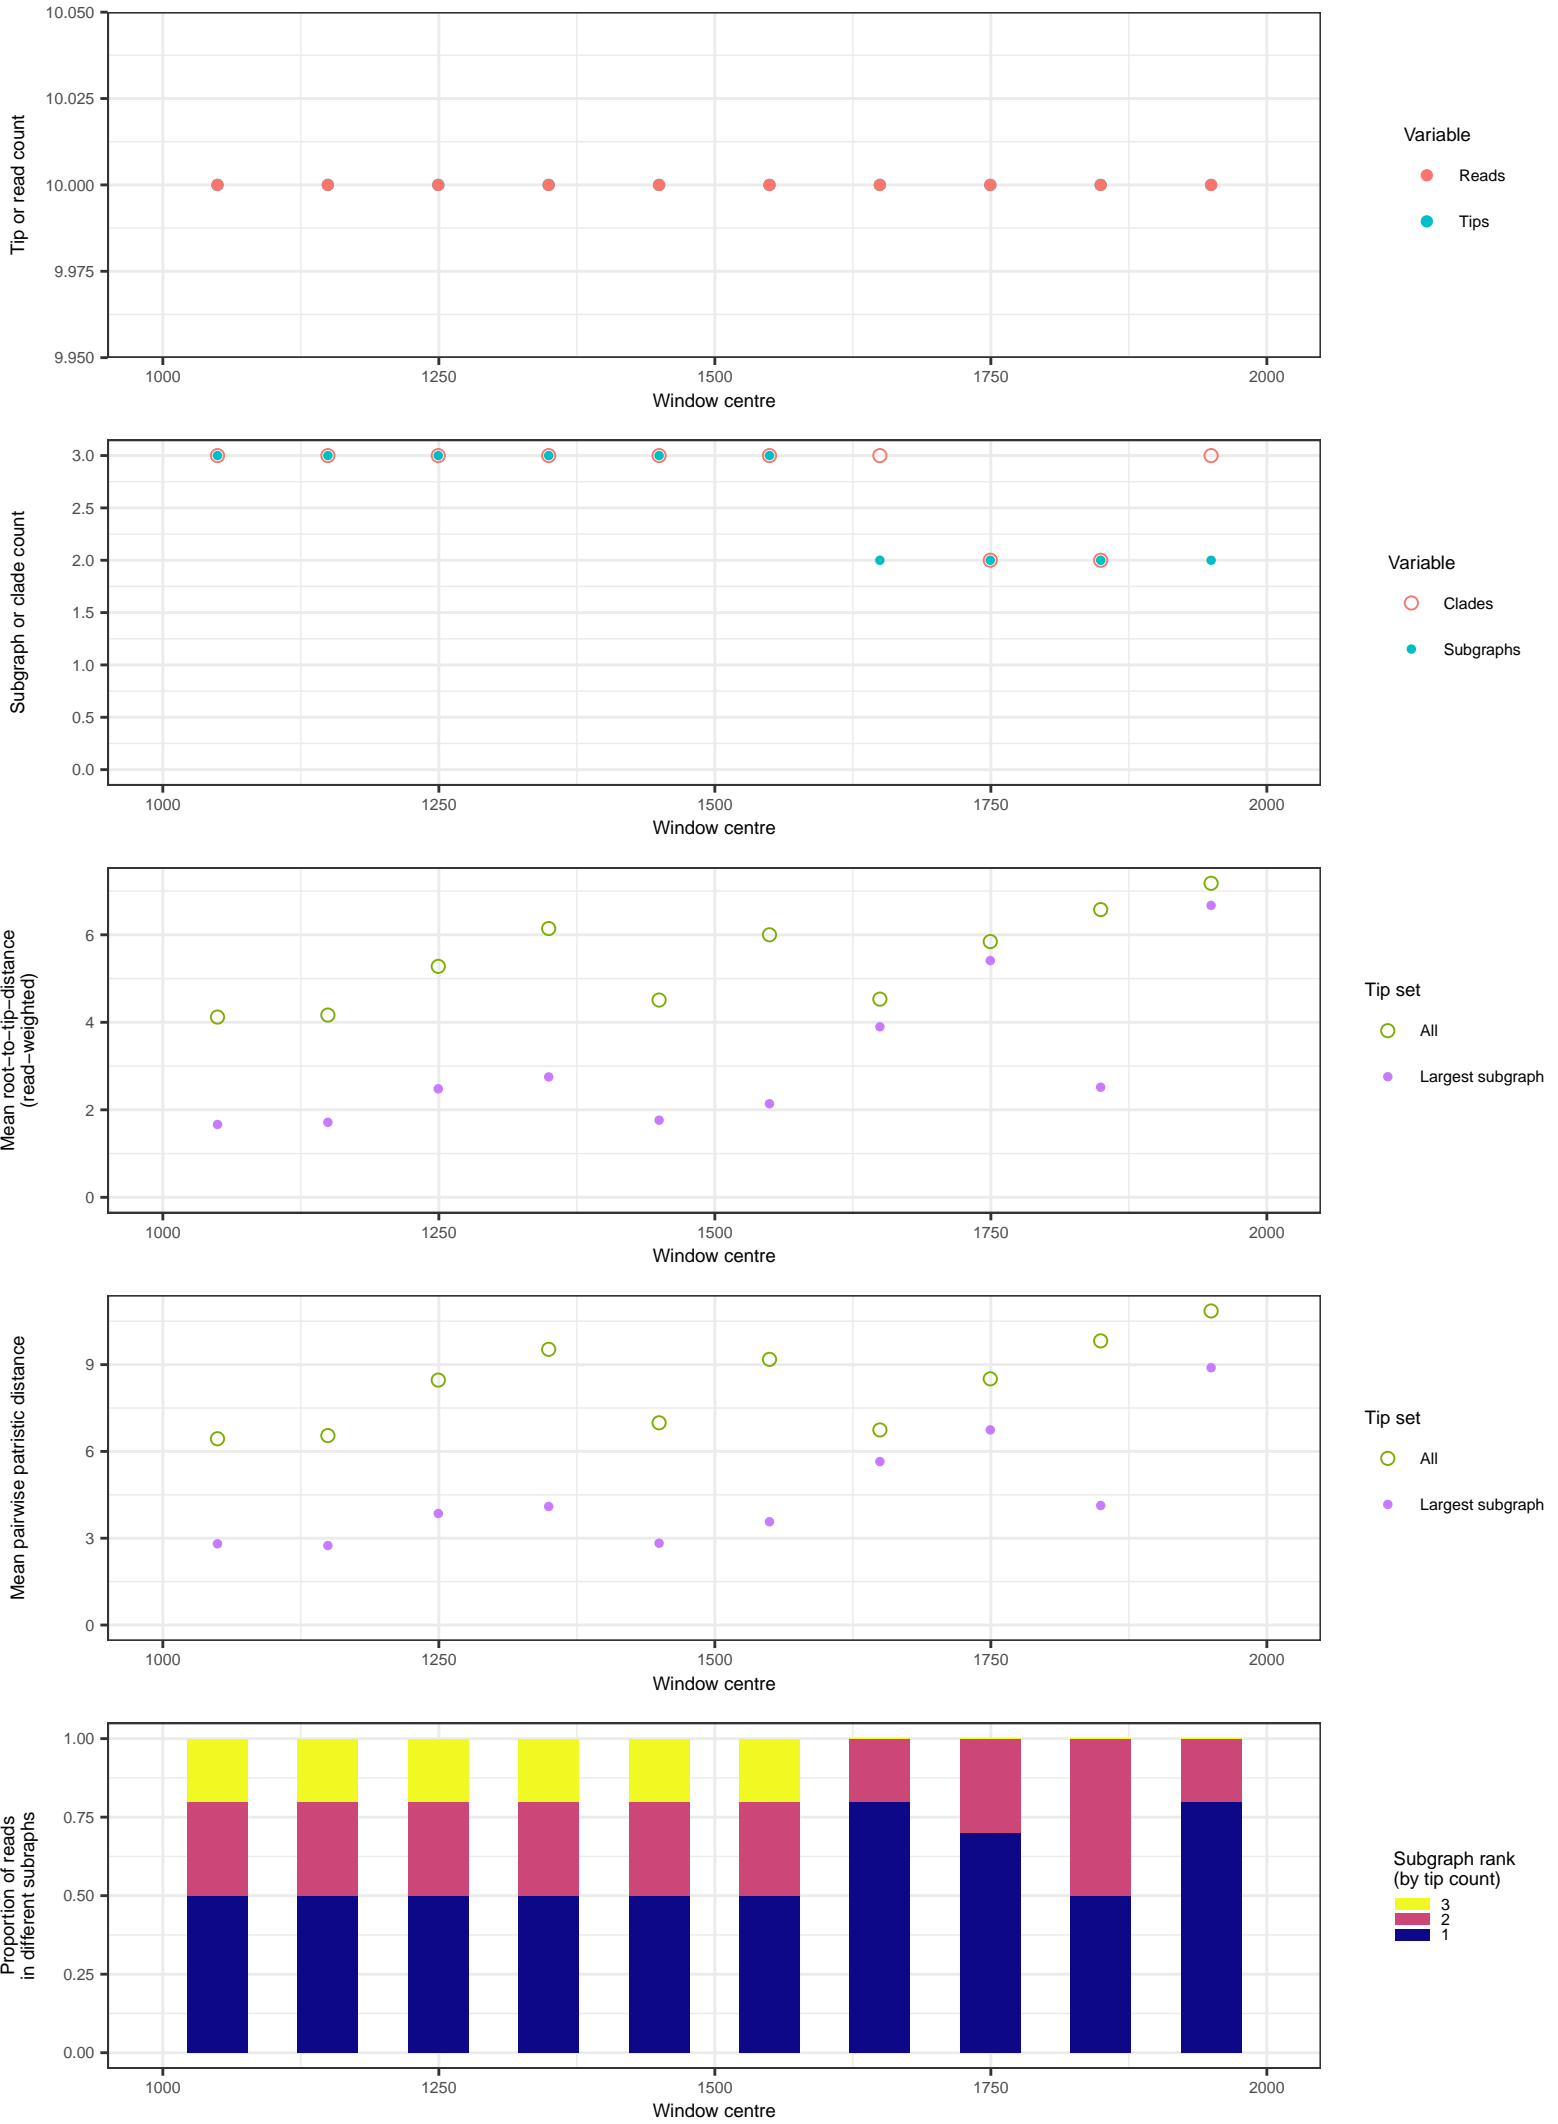 10.050
10.025
10.000
9.975
9.950
Tip or read count
1000 1250 1500 1750 2000
Window centre
Variable
Reads
Tips
3.0
2.5
2.0
1.5
1.0
0.5
0.0
Subgraph or clade count
1000 1250 1500 1750 2000
Window centre
Variable
Clades
Subgraphs
6
4
2
0
Mean root−to−tip−distance
(read−weighted)
1000 1250 1500 1750 2000
Window centre
Tip set
All
Largest subgraph
9
6
3
0
Mean pairwise patristic distance
1000 1250 1500 1750 2000
Window centre
Tip set
All
Largest subgraph
1.00
0.75
0.50
0.25
0.00
Proportion of reads
in different subraphs
1000 1250 1500 1750 2000
Window centre
Subgraph rank
(by tip count)
3
2
1